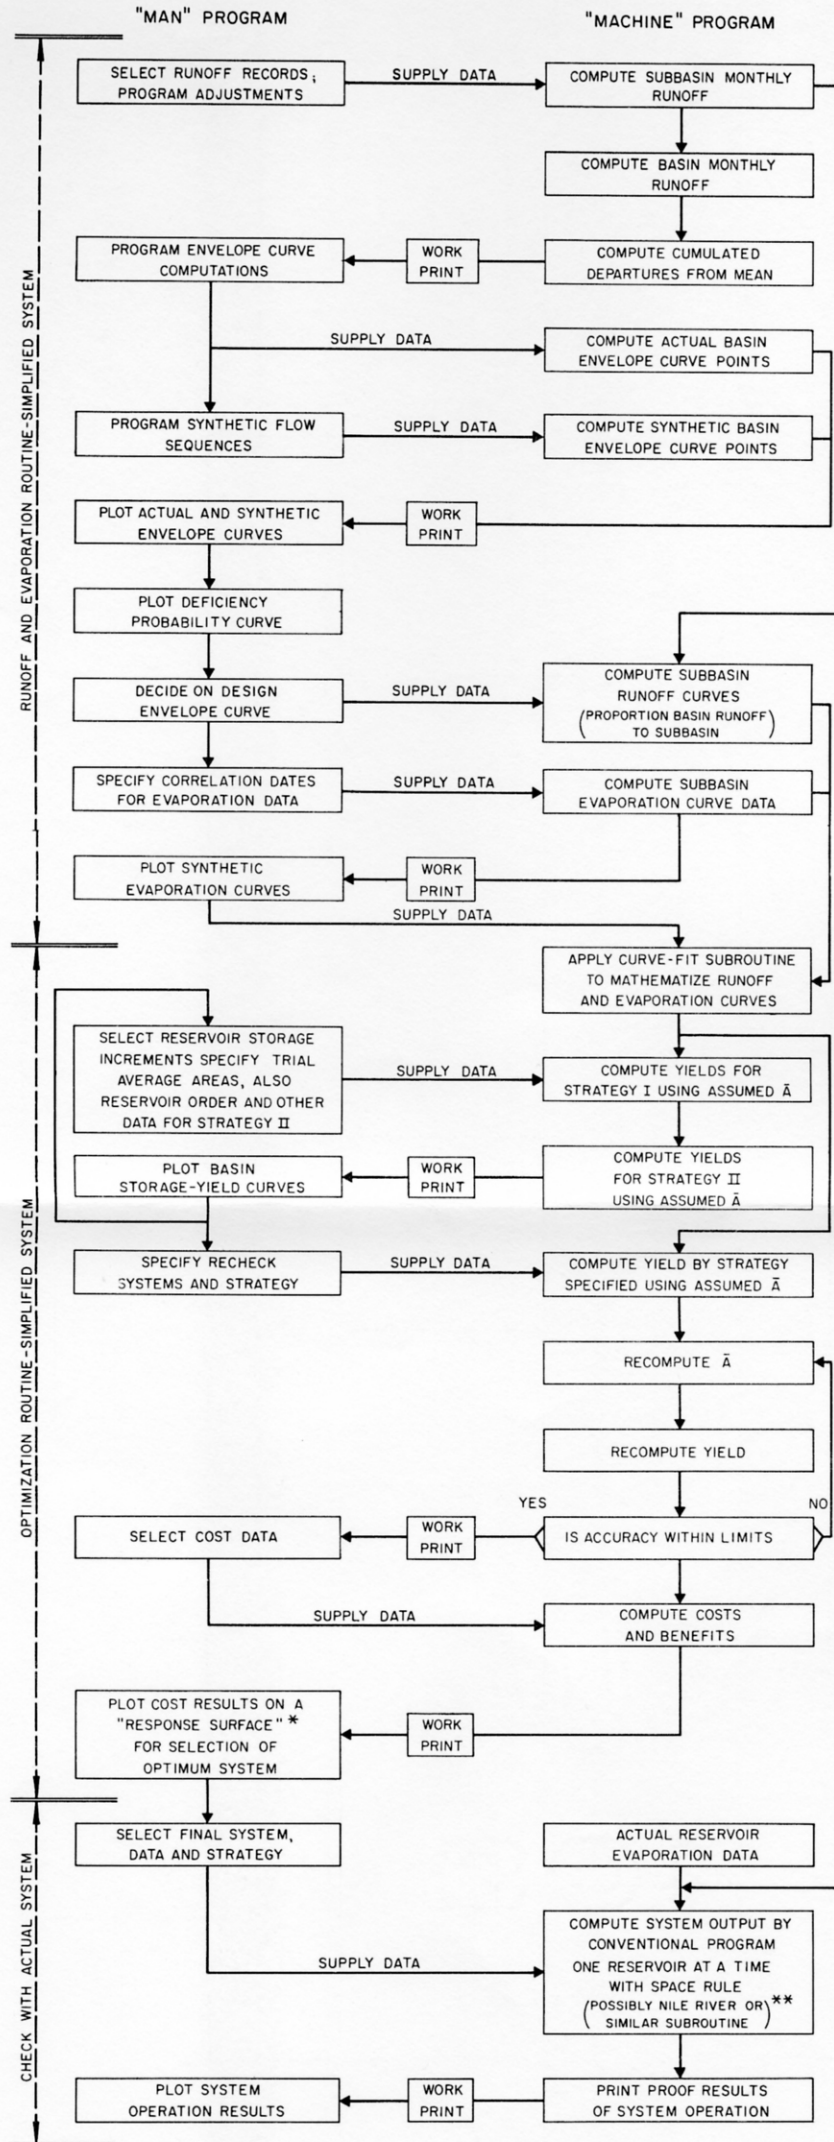 "MAN" PROGRAM
"MACHINE" PROGRAM
RUNOFF AND EVAPORATION ROUTINE-SIMPLIFIED SYSTEM
SELECT RUNOFF RECORDS;
PROGRAM ADJUSTMENTS
SUPPLY DATA
COMPUTE SUBBASIN MONTHLY
RUNOFF
COMPUTE BASIN MONTHLY
RUNOFF
PROGRAM ENVELOPE CURVE
COMPUTATIONS
WORK
PRINT
COMPUTE CUMULATED
DEPARTURES FROM MEAN
SUPPLY DATA
COMPUTE ACTUAL BASIN
ENVELOPE CURVE POINTS
PROGRAM SYNTHETIC FLOW
SEQUENCES
SUPPLY DATA
COMPUTE SYNTHETIC BASIN
ENVELOPE CURVE POINTS
PLOT ACTUAL AND SYNTHETIC
ENVELOPE CURVES
WORK
PRINT
PLOT DEFICIENCY
PROBABILITY CURVE
DECIDE ON DESIGN
ENVELOPE CURVE
SUPPLY DATA
COMPUTE SUBBASIN
RUNOFF CURVES
(PROPORTION BASIN RUNOFF
TO SUBBASIN)
SPECIFY CORRELATION DATES
FOR EVAPORATION DATA
SUPPLY DATA
COMPUTE SUBBASIN
EVAPORATION CURVE DATA
PLOT SYNTHETIC
EVAPORATION CURVES
WORK
PRINT
SUPPLY DATA
OPTIMIZATION ROUTINE-SIMPLIFIED SYSTEM
APPLY CURVE-FIT SUBROUTINE
TO MATHEMATIZE RUNOFF
AND EVAPORATION CURVES
SELECT RESERVOIR STORAGE
INCREMENTS SPECIFY TRIAL
AVERAGE AREAS, ALSO
RESERVOIR ORDER AND OTHER
DATA FOR STRATEGY II
SUPPLY DATA
COMPUTE YIELDS FOR
STRATEGY I USING ASSUMED Ā
PLOT BASIN
STORAGE-YIELD CURVES
WORK
PRINT
COMPUTE YIELDS
FOR STRATEGY II
USING ASSUMED Ā
SPECIFY RECHECK
SYSTEMS AND STRATEGY
SUPPLY DATA
COMPUTE YIELD BY STRATEGY
SPECIFIED USING ASSUMED Ā
RECOMPUTE Ā
RECOMPUTE YIELD
YES
NO
SELECT COST DATA
WORK
PRINT
IS ACCURACY WITHIN LIMITS
SUPPLY DATA
COMPUTE COSTS
AND BENEFITS
PLOT COST RESULTS ON A
"RESPONSE SURFACE" *
FOR SELECTION OF
OPTIMUM SYSTEM
WORK
PRINT
CHECK WITH ACTUAL SYSTEM
SELECT FINAL SYSTEM,
DATA AND STRATEGY
ACTUAL RESERVOIR
EVAPORATION DATA
SUPPLY DATA
COMPUTE SYSTEM OUTPUT BY
CONVENTIONAL PROGRAM
ONE RESERVOIR AT A TIME
WITH SPACE RULE
(POSSIBLY NILE RIVER OR
SIMILAR SUBROUTINE)**
PLOT SYSTEM
OPERATION RESULTS
WORK
PRINT
PRINT PROOF RESULTS
OF SYSTEM OPERATION